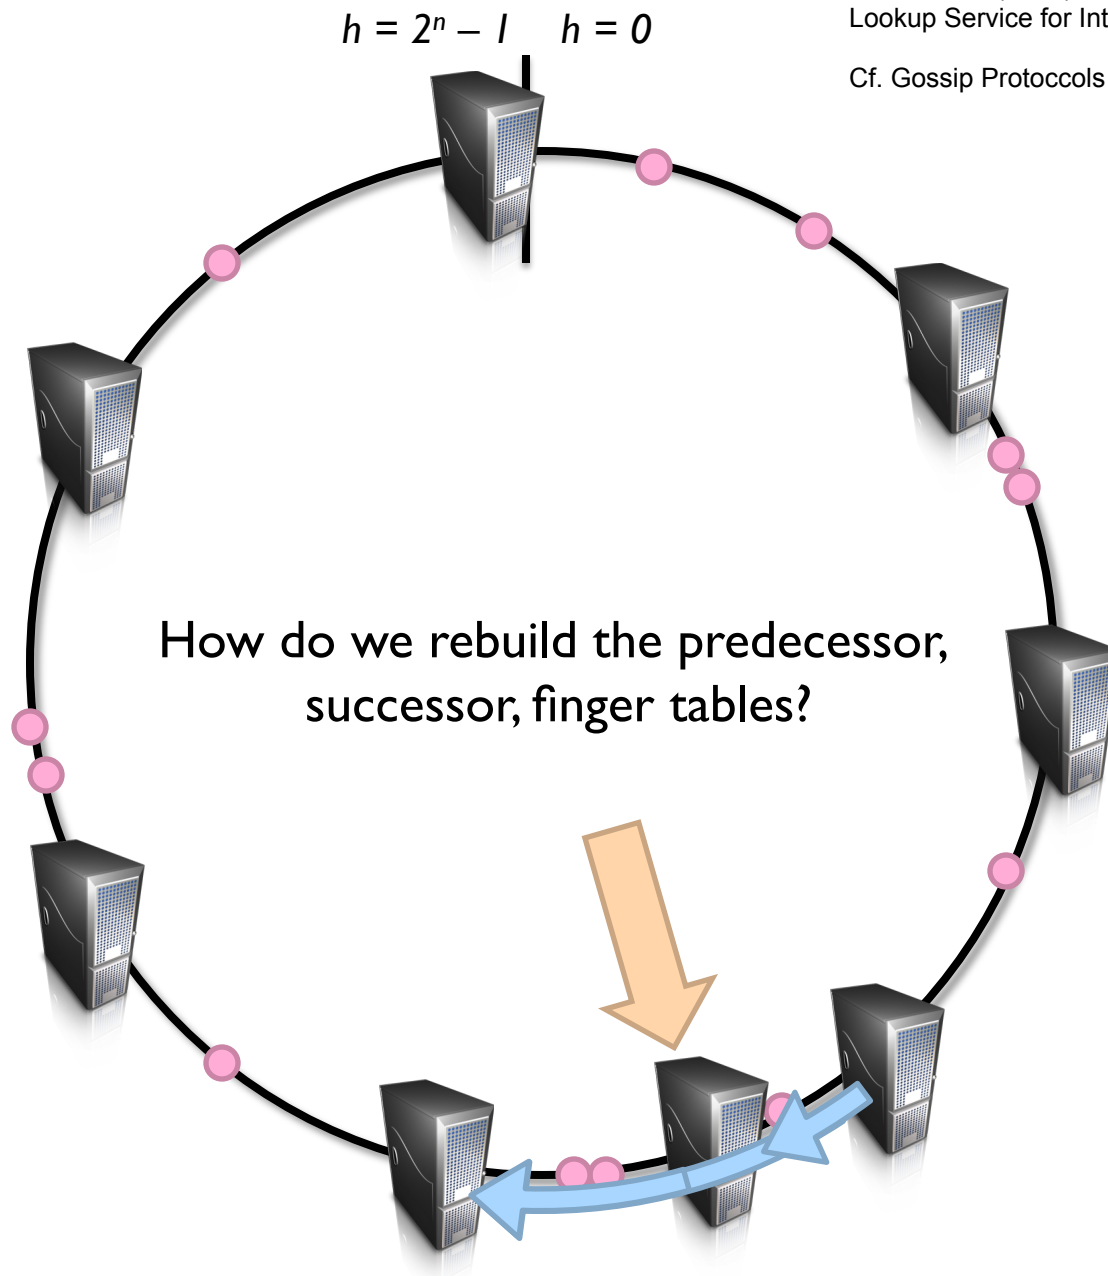 h = 2ⁿ – 1 h = 0
Lookup Service for Int
Cf. Gossip Protoccols
How do we rebuild the predecessor,
successor, finger tables?